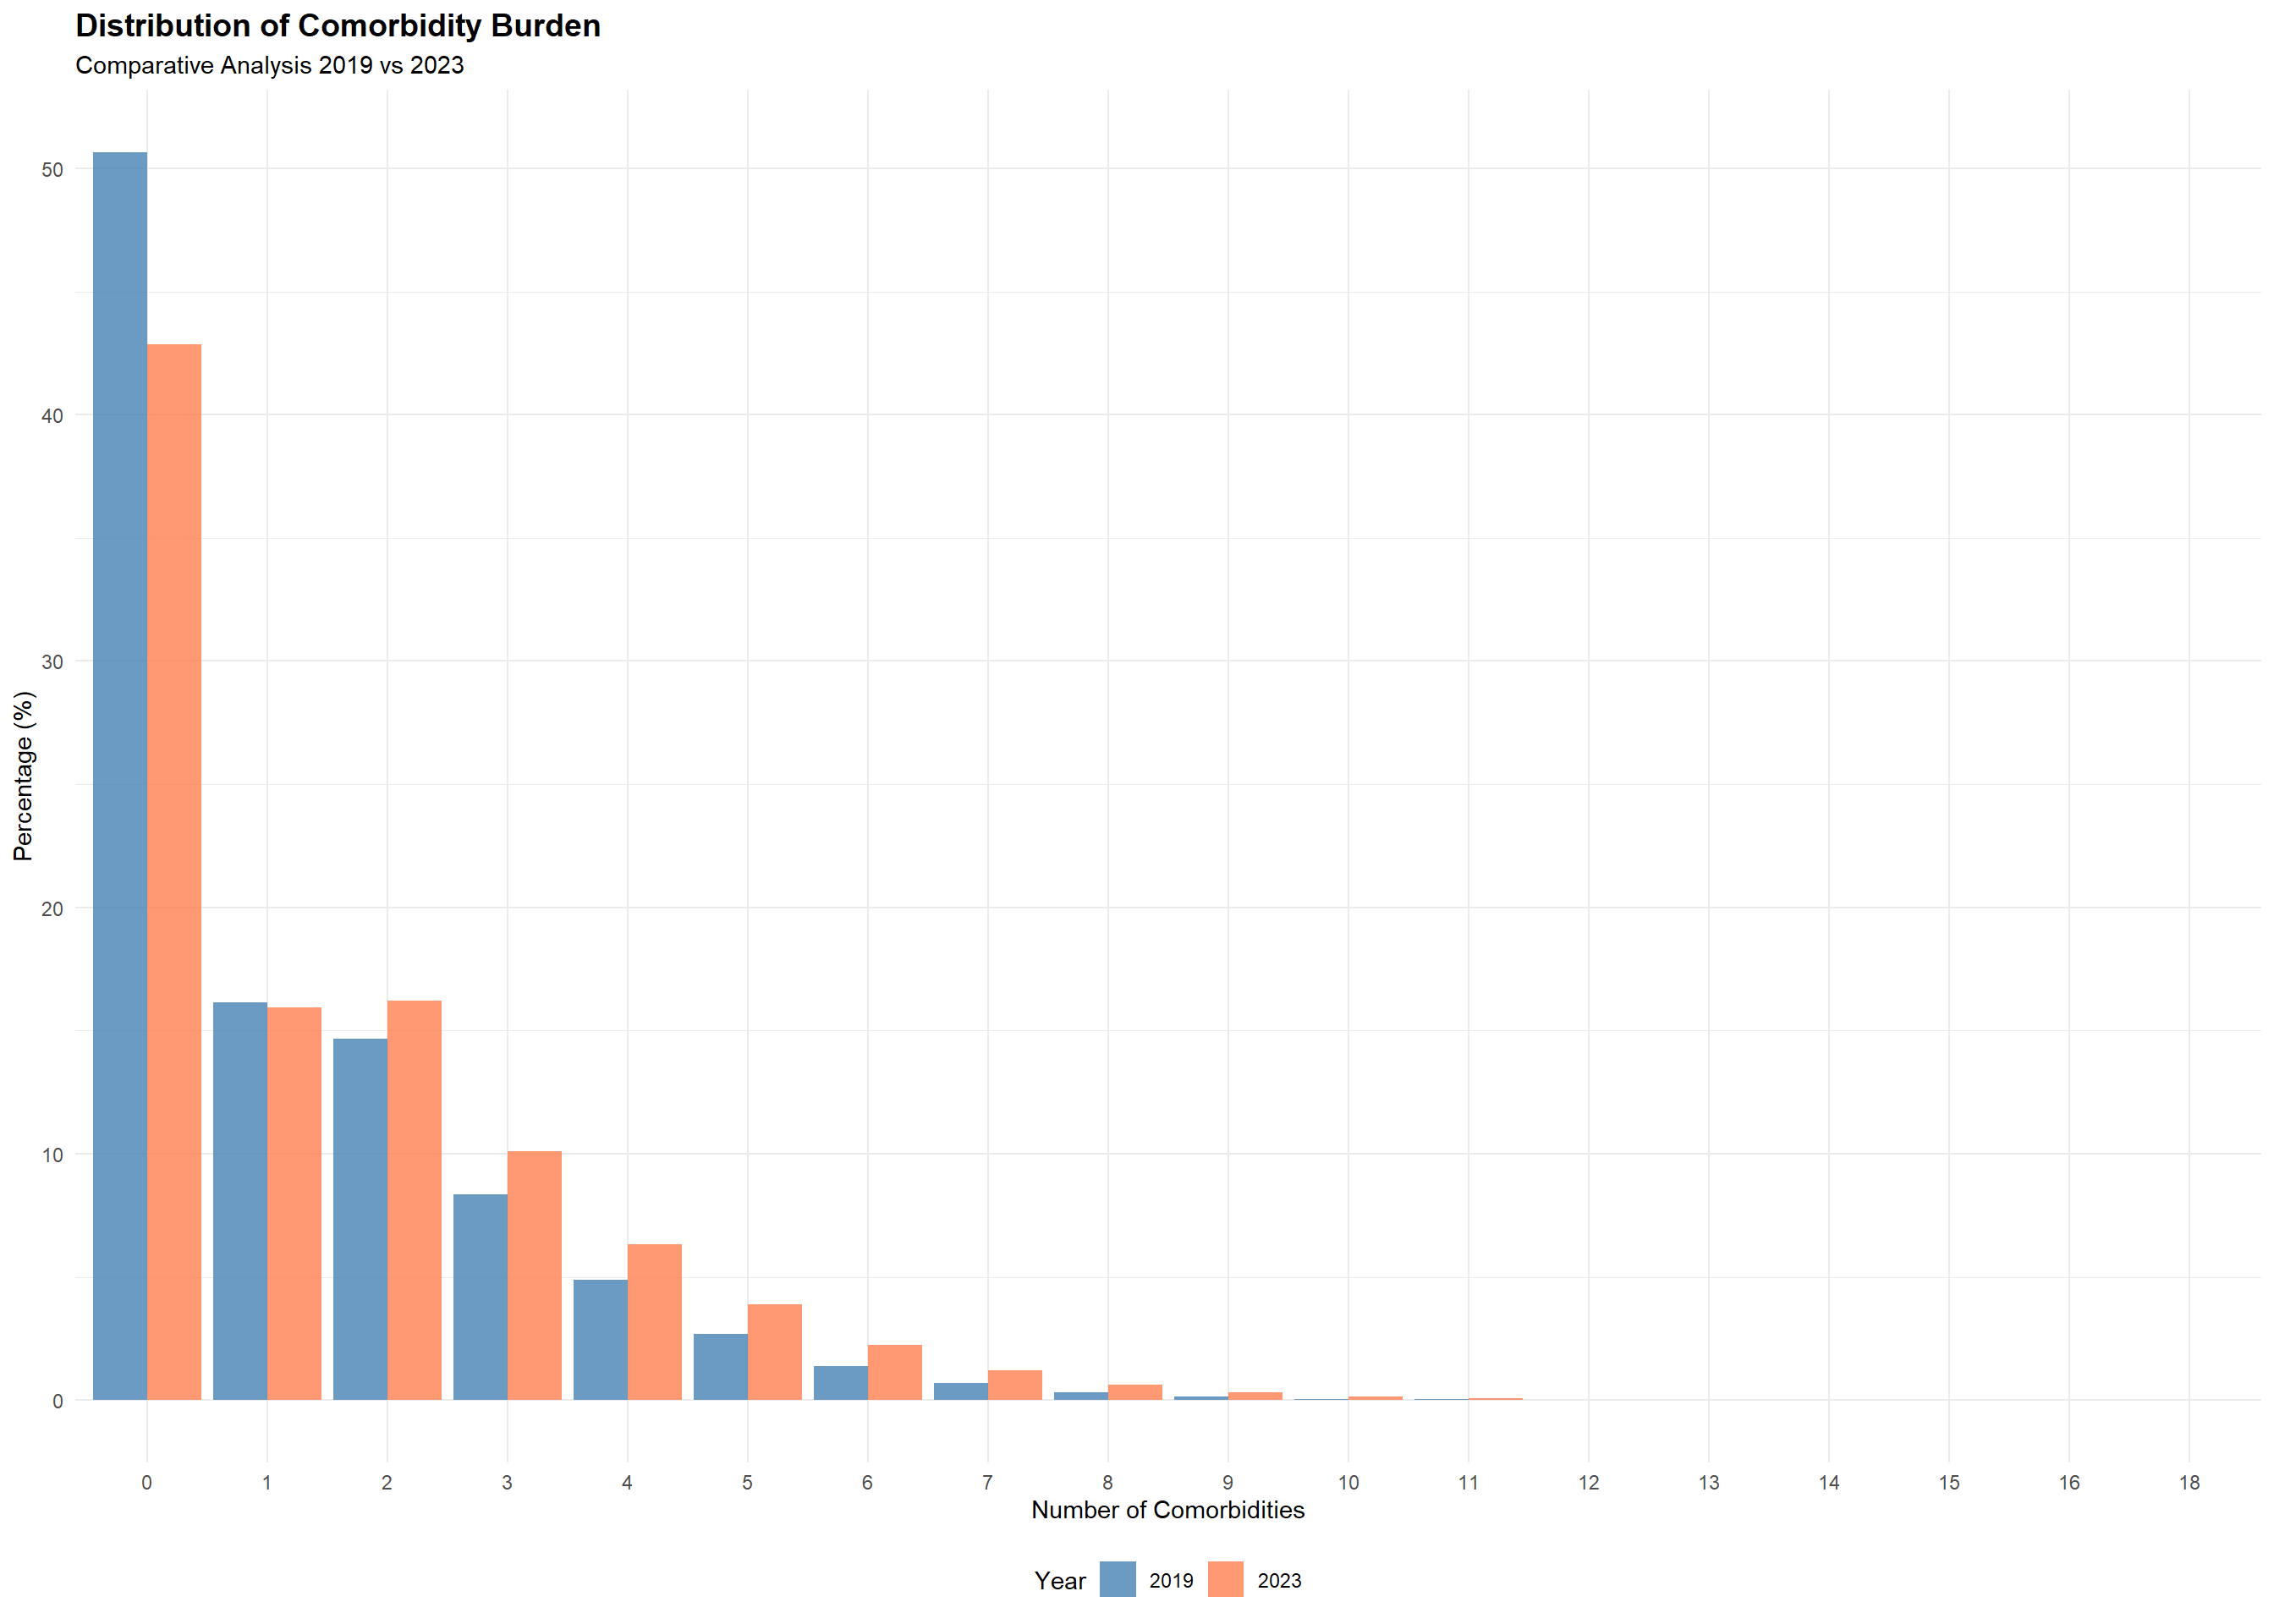 Distribution of Comorbidity Burden
Comparative Analysis 2019 vs 2023
Percentage (%)
50
40
30
20
10
0
0 1 2 3 4 5 6 7 8 9 10 11 12 13 14 15 16 18
Number of Comorbidities
Year 2019 2023